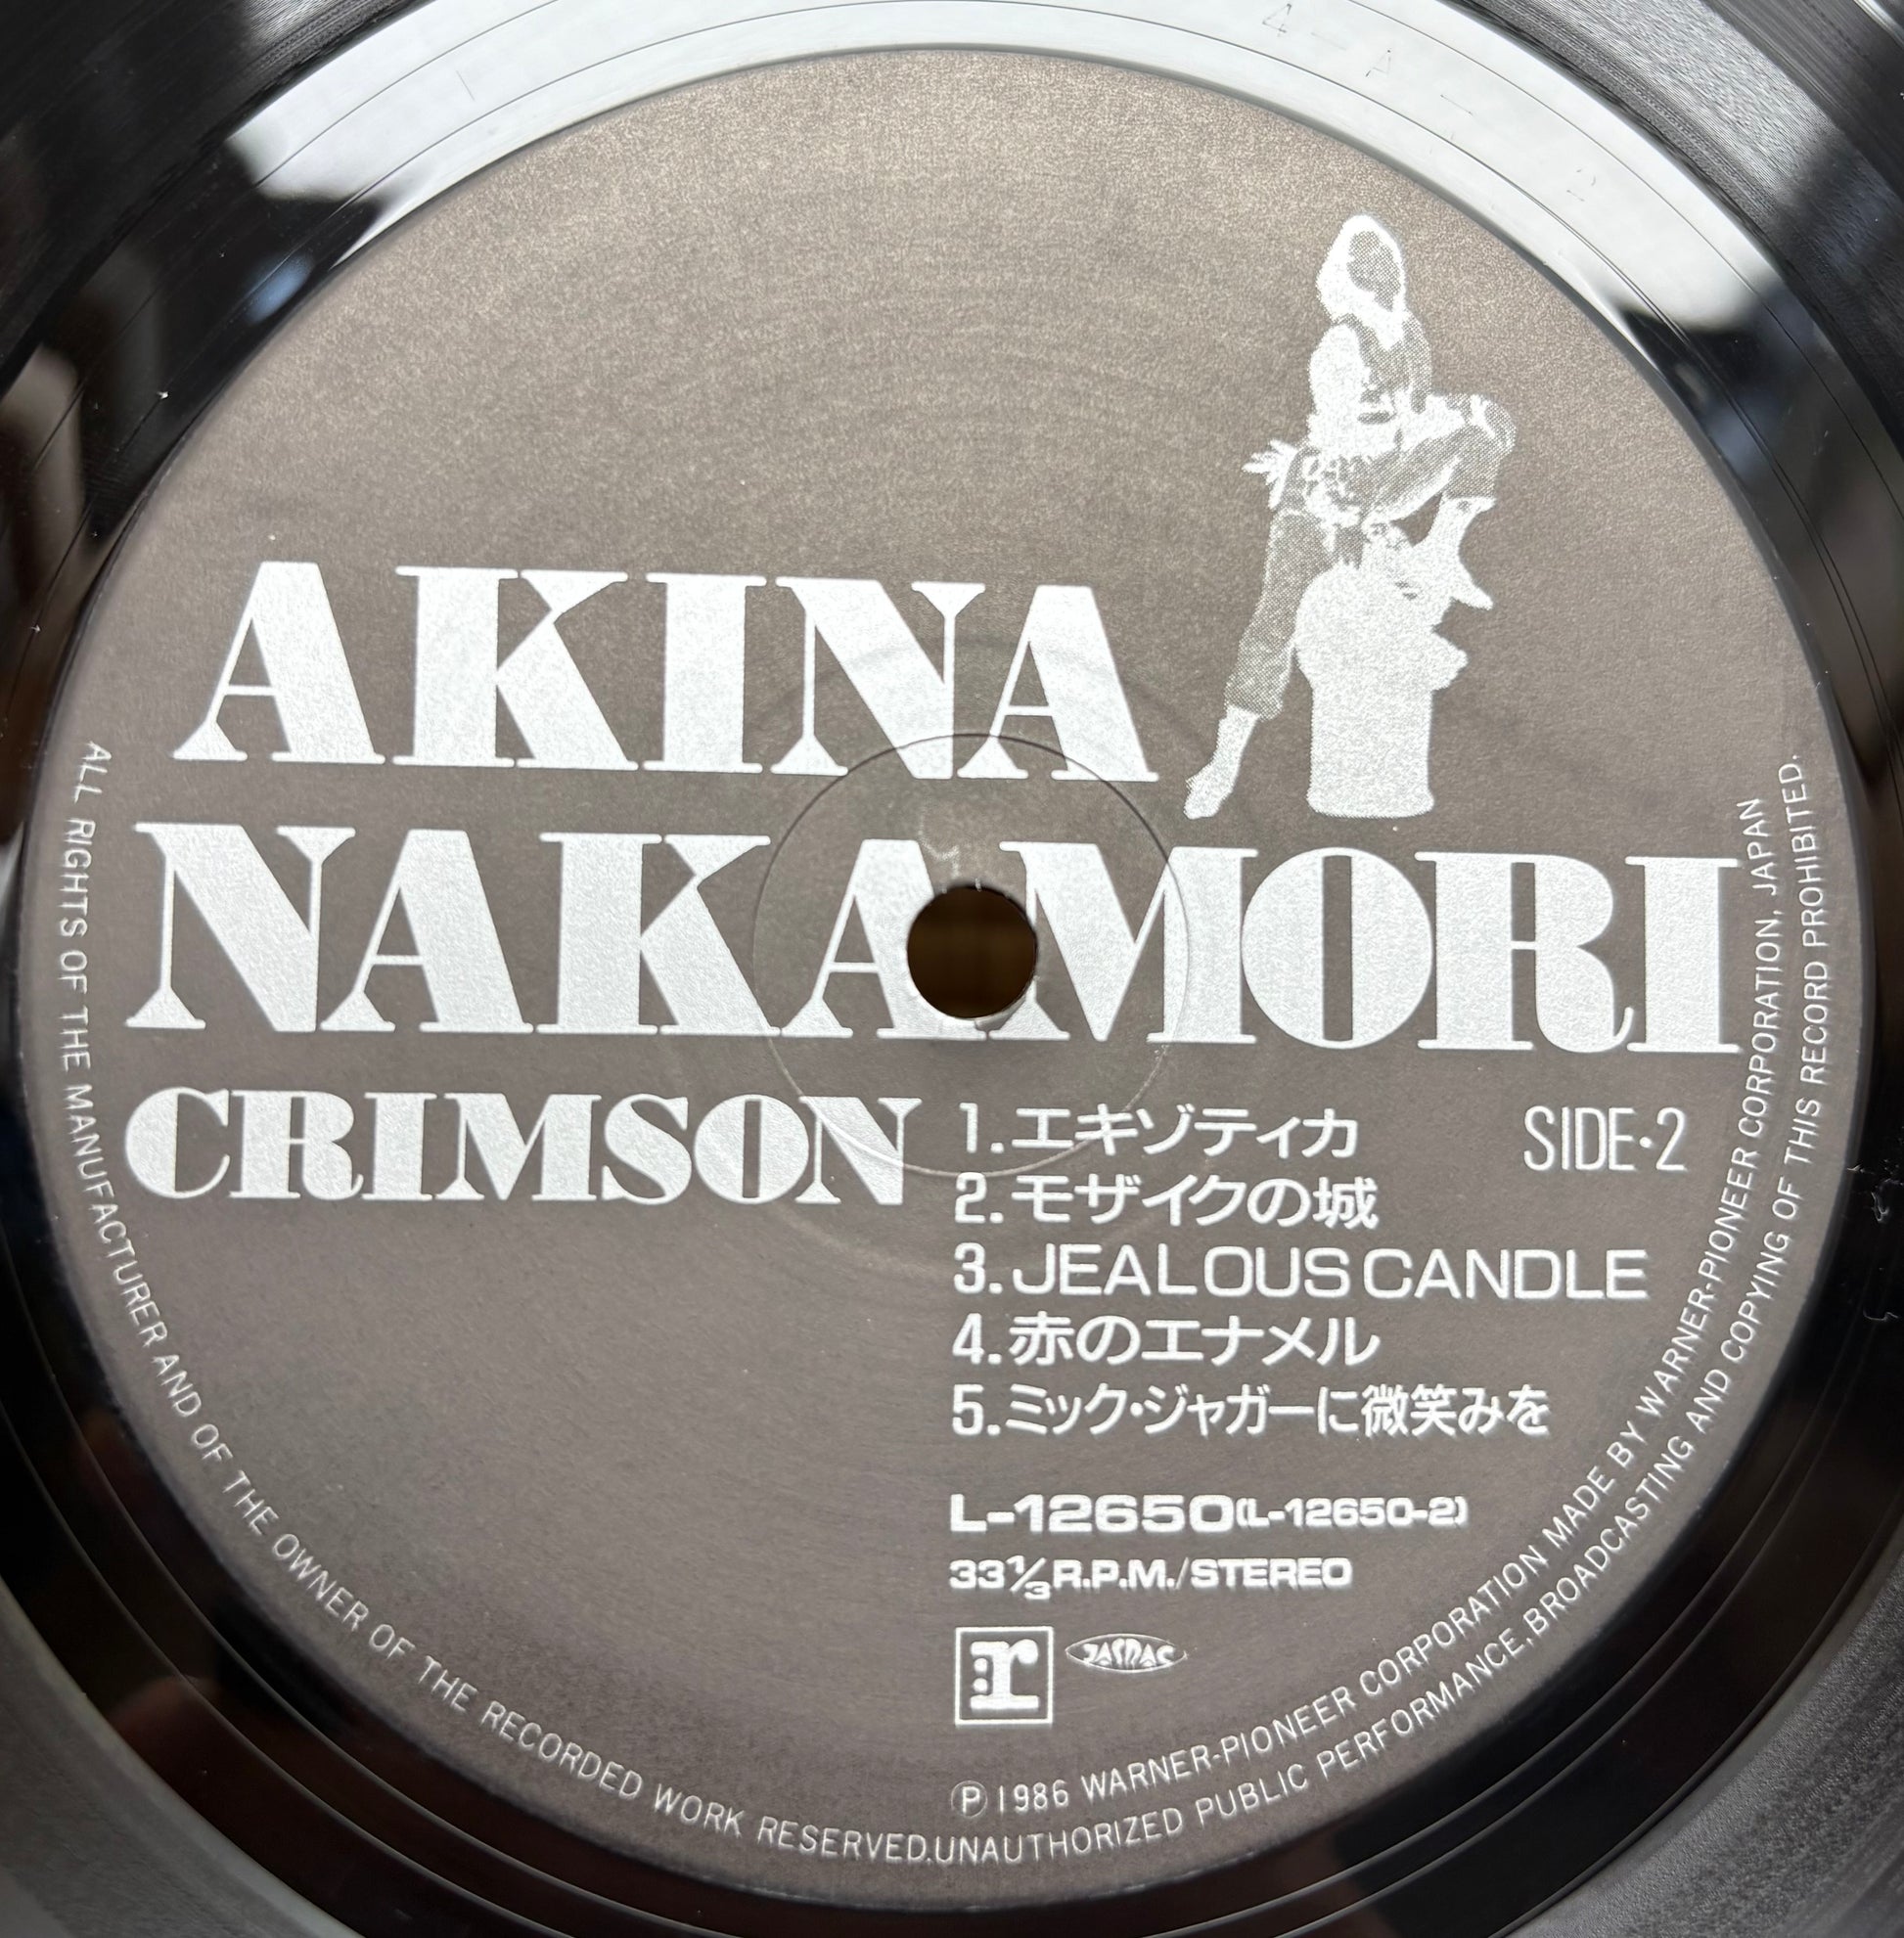 AKINA
NAKAMORI
CRIMSON
SIDE・2
1.エキゾティカ
2.モザイクの城
3.JEALOUS CANDLE
4.赤のエナメル
5.ミック・ジャガーに微笑みを
L-12650(L-12650-2)
33⅓R.P.M./STEREO
r
JASRAC
Ⓟ1986 WARNER-PIONEER CORPORATION MADE BY WARNER-PIONEER CORPORATION, JAPAN
ALL RIGHTS OF THE MANUFACTURER AND OF THE OWNER OF THE RECORDED WORK RESERVED.UNAUTHORIZED PUBLIC PERFORMANCE,BROADCASTING AND COPYING OF THIS RECORD PROHIBITED.